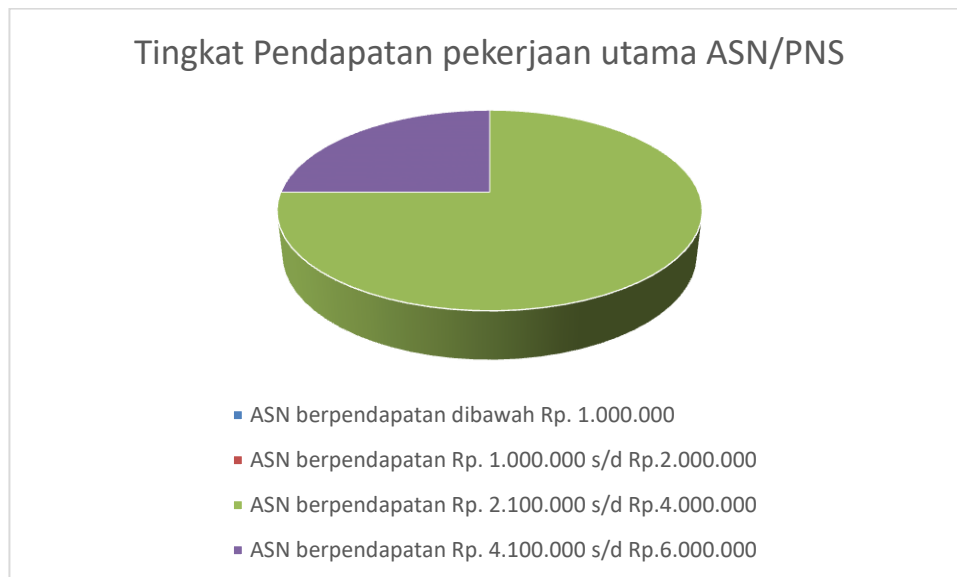 Tingkat Pendapatan pekerjaan utama ASN/PNS
ASN berpendapatan dibawah Rp. 1.000.000
ASN berpendapatan Rp. 1.000.000 s/d Rp.2.000.000
ASN berpendapatan Rp. 2.100.000 s/d Rp.4.000.000
ASN berpendapatan Rp. 4.100.000 s/d Rp.6.000.000